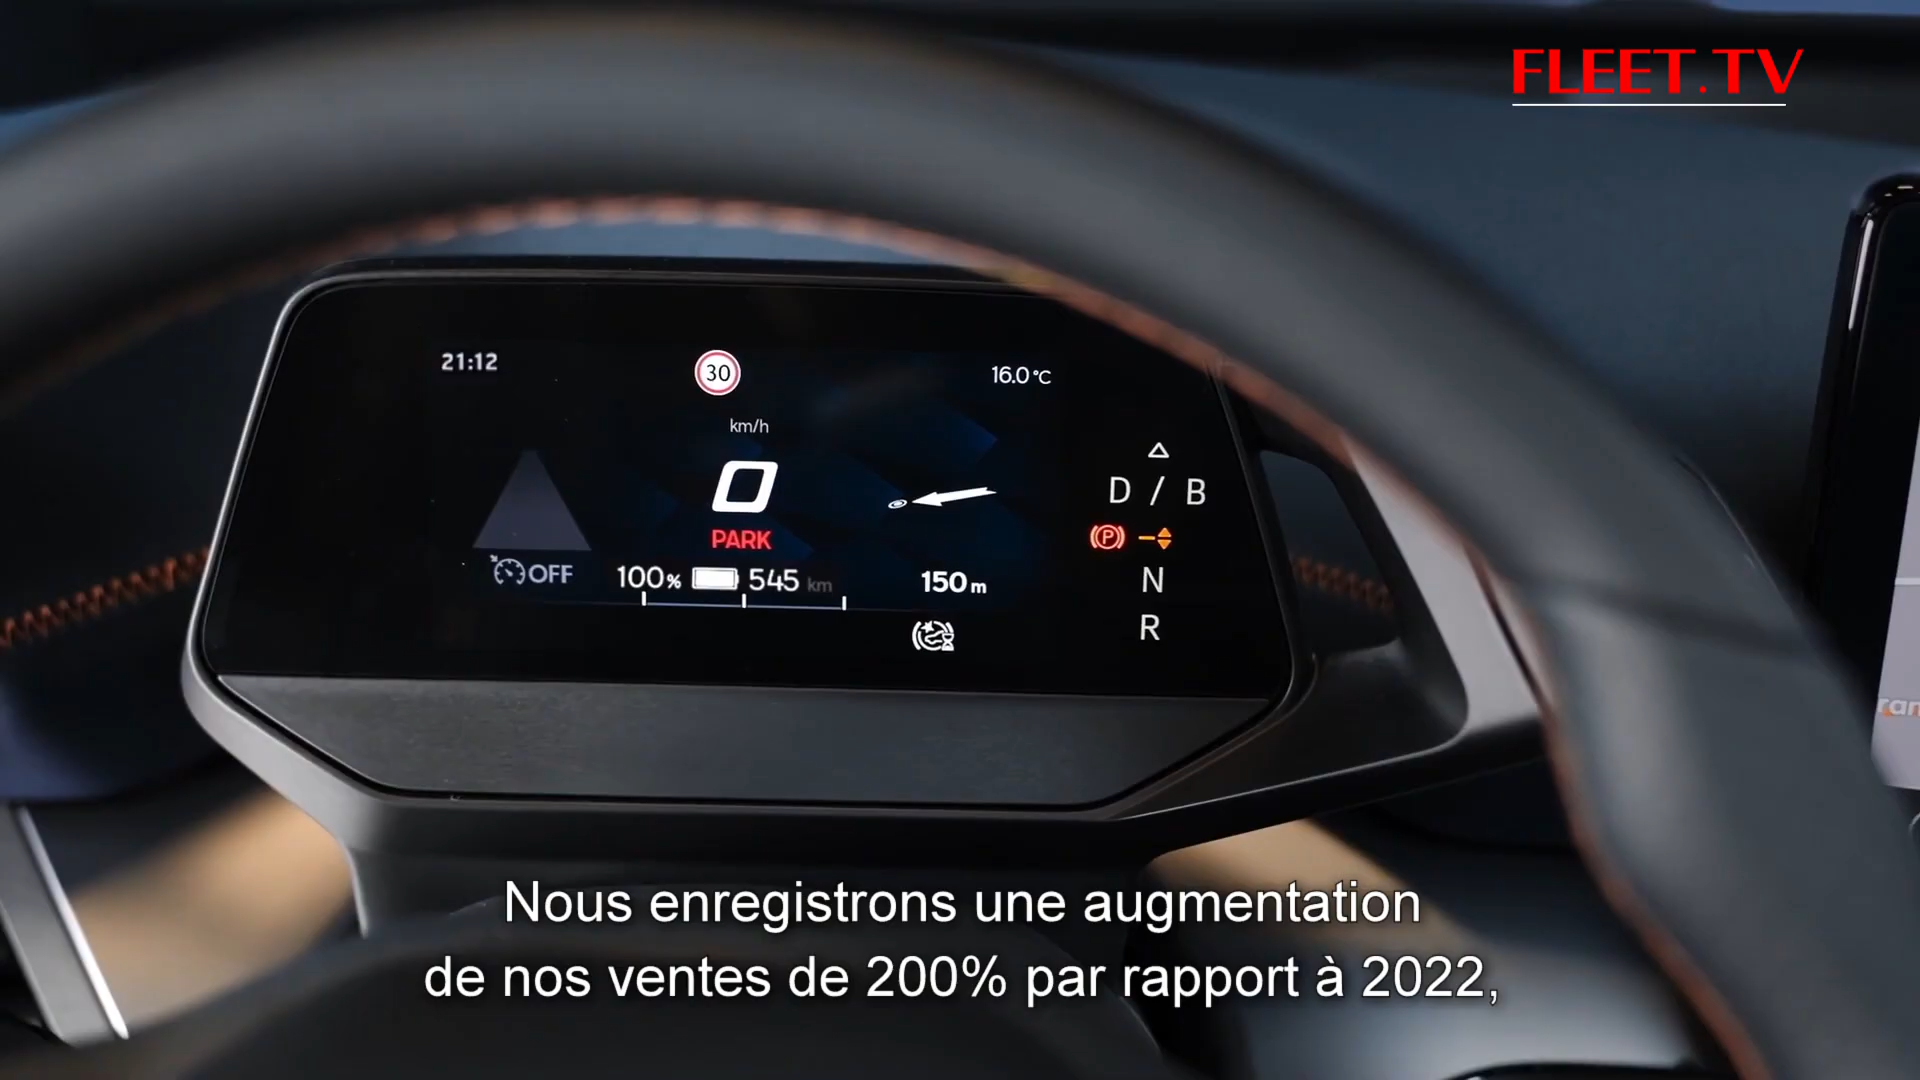 FLEET.TV
21:12
30
16.0°C
km/h
0
D / B
PARK
P
OFF
100%
545 km
150 m
N
R
Nous enregistrons une augmentation
de nos ventes de 200% par rapport à 2022,